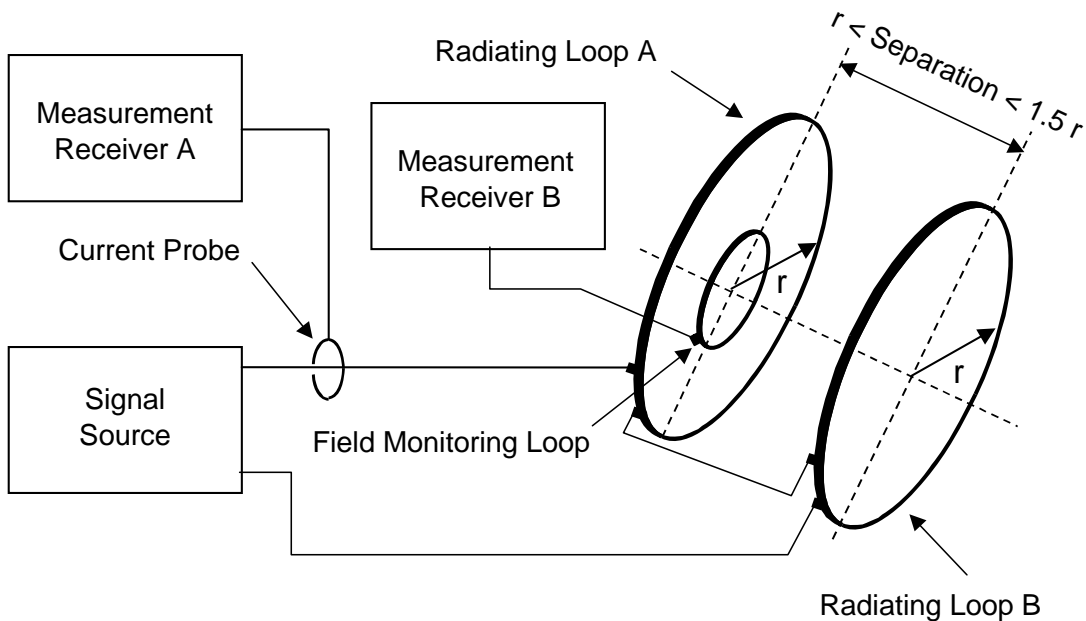 Radiating Loop A
r < Separation < 1.5 r
Measurement
Receiver A
Measurement
Receiver B
Current Probe
r
r
Signal
Source
Field Monitoring Loop
Radiating Loop B